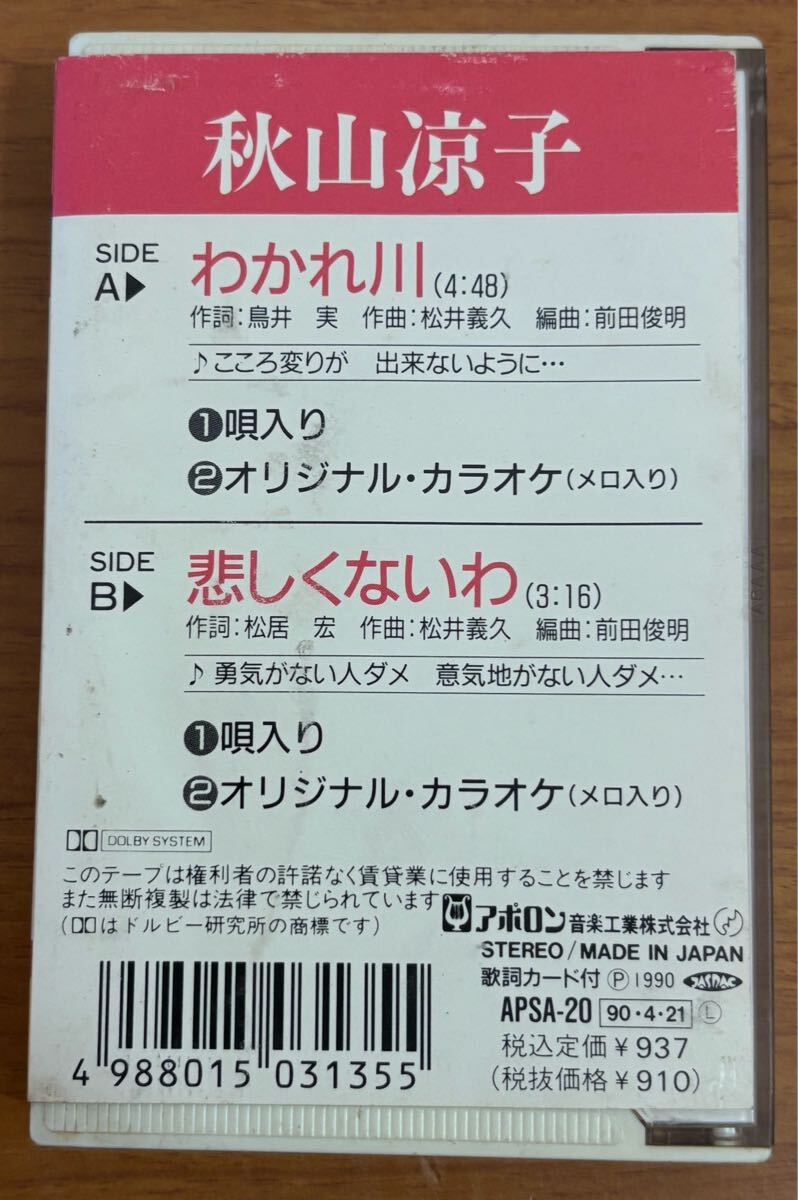 秋山涼子
SIDE A▶ わかれ川(4:48)
作詞:鳥井 実 作曲:松井義久 編曲:前田俊明
♪こころ変りが 出来ないように…
❶唄入り
❷オリジナル・カラオケ(メロ入り)
SIDE B▶ 悲しくないわ(3:16)
作詞:松居 宏 作曲:松井義久 編曲:前田俊明
♪勇気がない人ダメ 意気地がない人ダメ…
❶唄入り
❷オリジナル・カラオケ(メロ入り)
DOLBY SYSTEM
このテープは権利者の許諾なく賃貸業に使用することを禁じます
また無断複製は法律で禁じられています
(はドルビー研究所の商標です)
アポロン音楽工業株式会社
STEREO/MADE IN JAPAN
歌詞カード付 Ⓟ1990 JASRAC
APSA-20 90・4・21 Ⓛ
税込定価¥937
(税抜価格¥910)
4 988015 031355